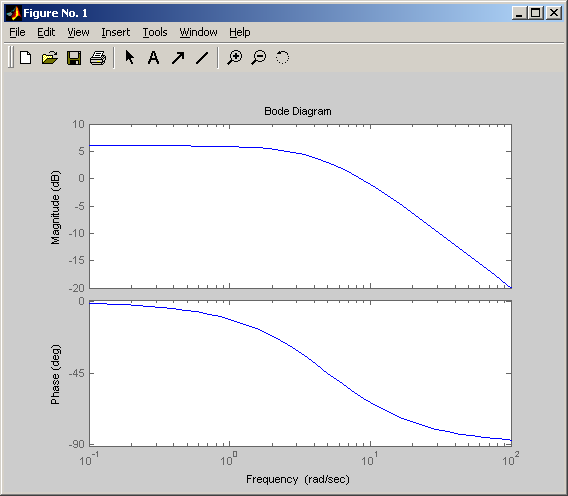 Figure No. 1
File Edit View Insert Tools Window Help
A
Bode Diagram
Magnitude (dB)
10
5
0
-5
-10
-15
-20
Phase (deg)
0
-45
-90
10^-1 10^0 10^1 10^2
Frequency (rad/sec)